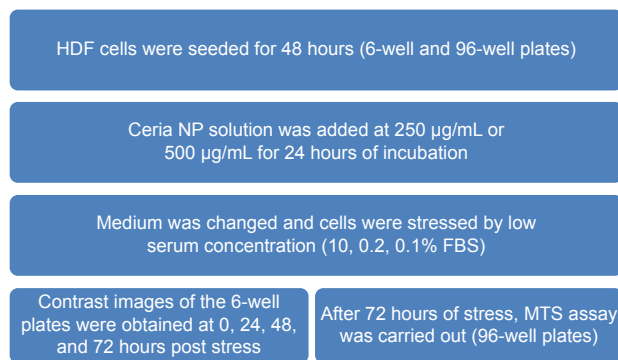 HDF cells were seeded for 48 hours (6-well and 96-well plates)
Ceria NP solution was added at 250 µg/mL or
500 µg/mL for 24 hours of incubation
Medium was changed and cells were stressed by low
serum concentration (10, 0.2, 0.1% FBS)
Contrast images of the 6-well
plates were obtained at 0, 24, 48,
and 72 hours post stress
After 72 hours of stress, MTS assay
was carried out (96-well plates)